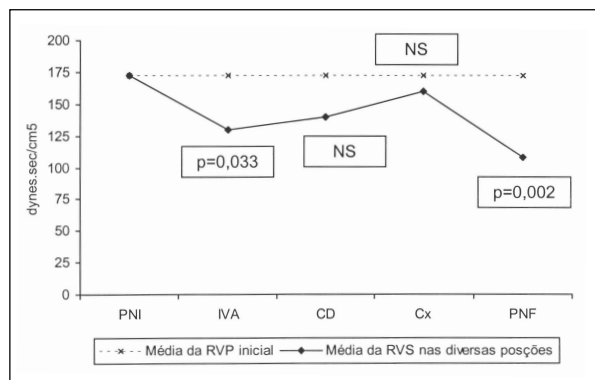 200
175
150
125
100
75
50
25
0
dynes.sec/cm5
NS
p=0,033
NS
p=0,002
PNI IVA CD Cx PNF
Média da RVP inicial Média da RVS nas diversas posções